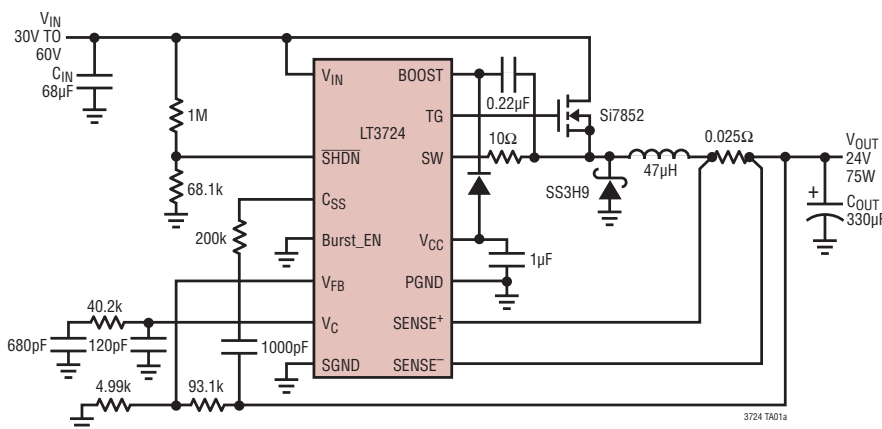 VIN
30V TO
60V
CIN
68µF
1M
68.1k
200k
40.2k
680pF
120pF
4.99k
93.1k
1000pF
VIN
SHDN
CSS
Burst_EN
VFB
VC
SGND
LT3724
BOOST
TG
SW
VCC
PGND
SENSE+
SENSE–
0.22µF
10Ω
1µF
Si7852
SS3H9
47µH
0.025Ω
VOUT
24V
75W
+
COUT
330µF
3724 TA01a